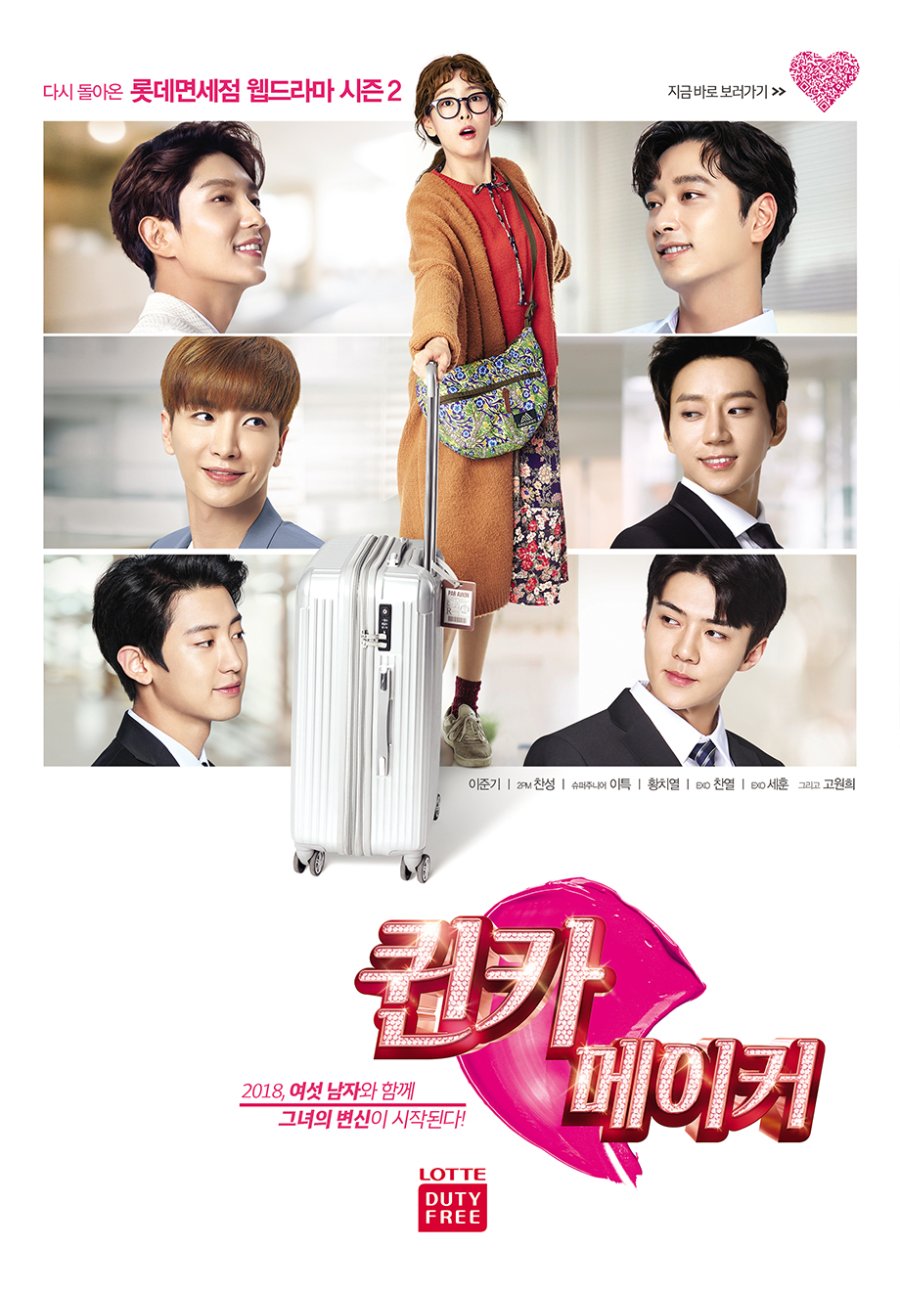 다시 돌아온 롯데면세점 웹드라마 시즌 2
지금 바로 보러가기 >>
PAR AVION
이준기 | 2PM 찬성 | 슈퍼주니어 이특 | 황치열 | EXO 찬열 | EXO 세훈 그리고 고원희
퀸카
메이커
2018, 여섯 남자와 함께
그녀의 변신이 시작된다!
LOTTE
DUTY
FREE